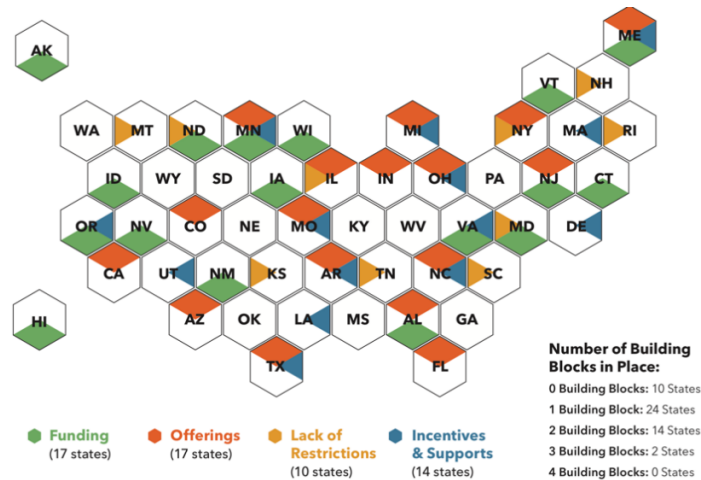 ME
AK
VT
NH
WA
MT
ND
MN
WI
MI
NY
MA
RI
ID
WY
SD
IA
IL
IN
OH
PA
NJ
CT
OR
NV
CO
NE
MO
KY
WV
VA
MD
DE
CA
UT
NM
KS
AR
TN
NC
SC
HI
AZ
OK
LA
MS
AL
GA
TX
FL
Number of Building
Blocks in Place:
0 Building Blocks: 10 States
1 Building Block: 24 States
2 Building Blocks: 14 States
3 Building Blocks: 2 States
4 Building Blocks: 0 States
Funding
(17 states)
Offerings
(17 states)
Lack of
Restrictions
(10 states)
Incentives
& Supports
(14 states)